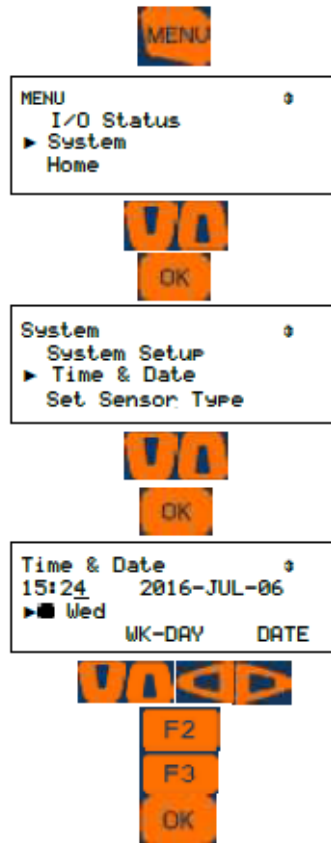 MENU
MENU
I/O Status
► System
Home
OK
System
System Setup
► Time & Date
Set Sensor Type
OK
Time & Date
15:24 2016-JUL-06
►■ Wed
WK-DAY DATE
F2
F3
OK